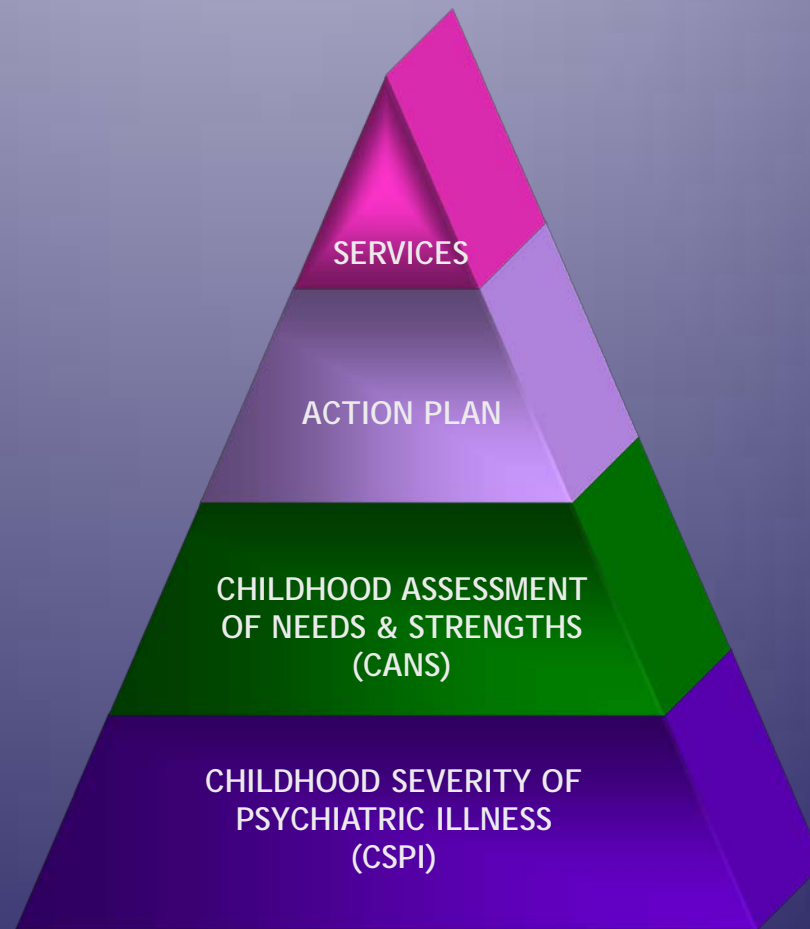 SERVICES
ACTION PLAN
CHILDHOOD ASSESSMENT
OF NEEDS & STRENGTHS
(CANS)
CHILDHOOD SEVERITY OF
PSYCHIATRIC ILLNESS
(CSPI)